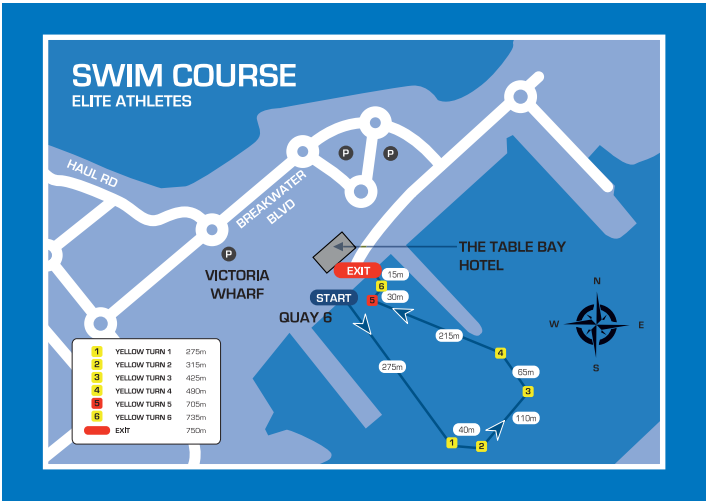 SWIM COURSE
ELITE ATHLETES
HAUL RD
BREAKWATER
BLVD
P
P
P
VICTORIA
WHARF
THE TABLE BAY
HOTEL
EXIT
15m
6
START
5
30m
QUAY 6
215m
4
275m
65m
3
110m
40m
1
2
N
W
E
S
1 YELLOW TURN 1 275m
2 YELLOW TURN 2 315m
3 YELLOW TURN 3 425m
4 YELLOW TURN 4 490m
5 YELLOW TURN 5 705m
6 YELLOW TURN 6 735m
EXIT 750m